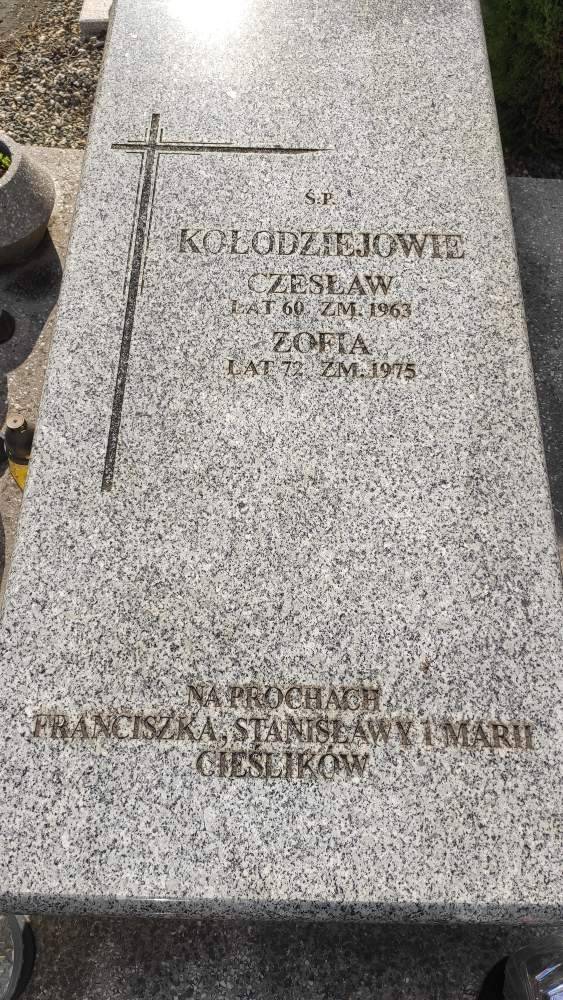 Ś.P.
KOŁODZIEJOWIE
CZESŁAW
LAT 60 ZM. 1963
ZOFIA
LAT 72 ZM. 1975
NA PROCHACH
FRANCISZKA, STANISŁAWY I MARII
CIEŚLIKÓW